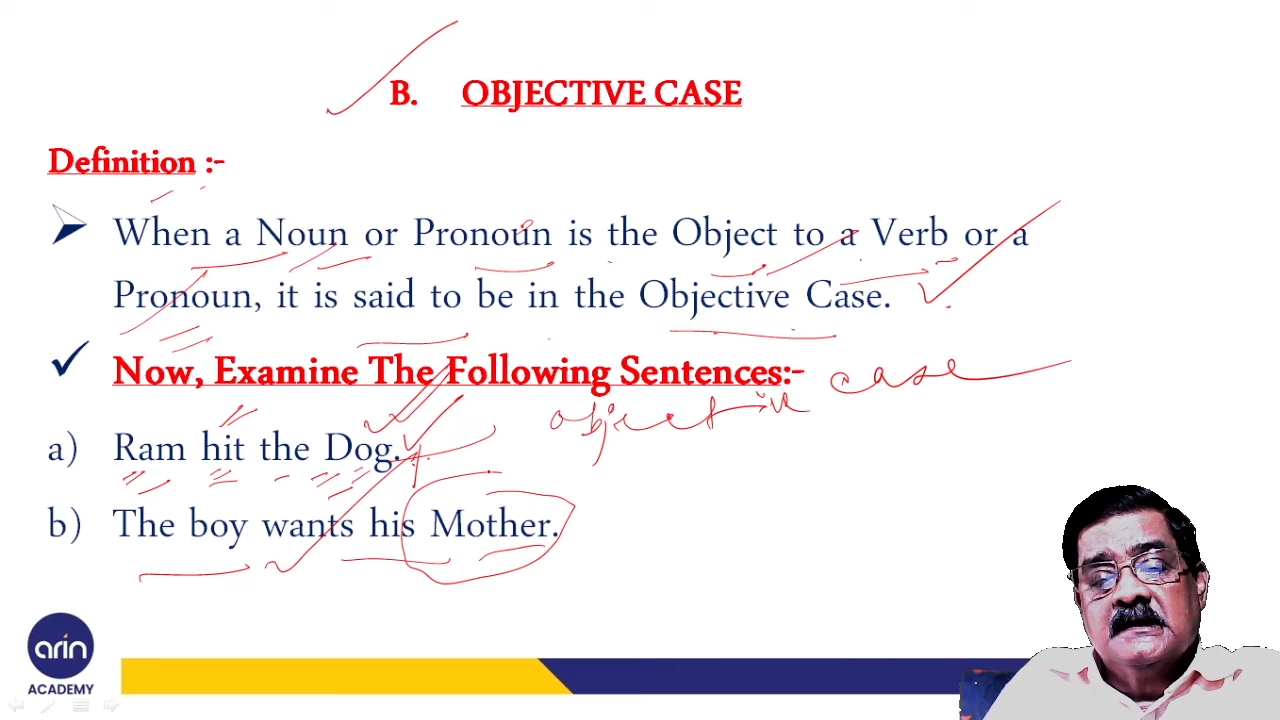 B. OBJECTIVE CASE
Definition :-
When a Noun or Pronoun is the Object to a Verb or a
Pronoun, it is said to be in the Objective Case.
Now, Examine The Following Sentences:-
objective case
a) Ram hit the Dog.
b) The boy wants his Mother.
arin
ACADEMY